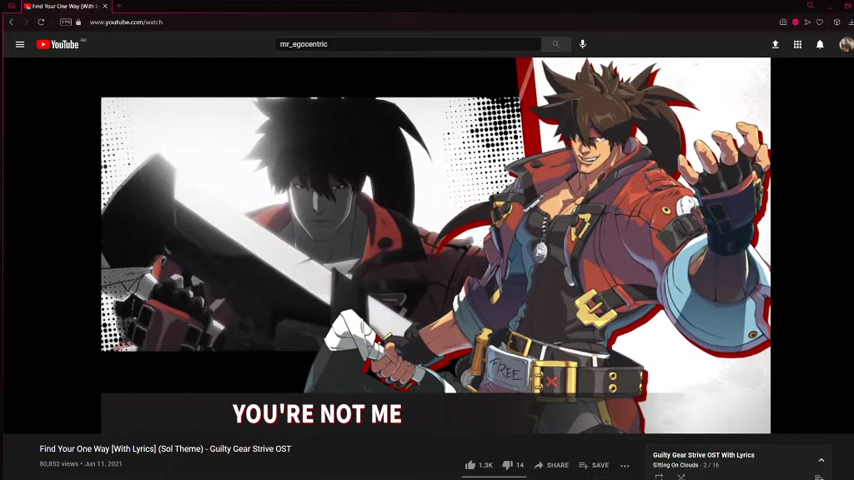 Find Your One Way [With L
VPN
www.youtube.com/watch
YouTube
mr_egocentric
FREE
YOU'RE NOT ME
Find Your One Way [With Lyrics] (Sol Theme) - Guilty Gear Strive OST
80,852 views • Jun 11, 2021
1.3K
14
SHARE
SAVE
Guilty Gear Strive OST With Lyrics
Sitting On Clouds - 2 / 16